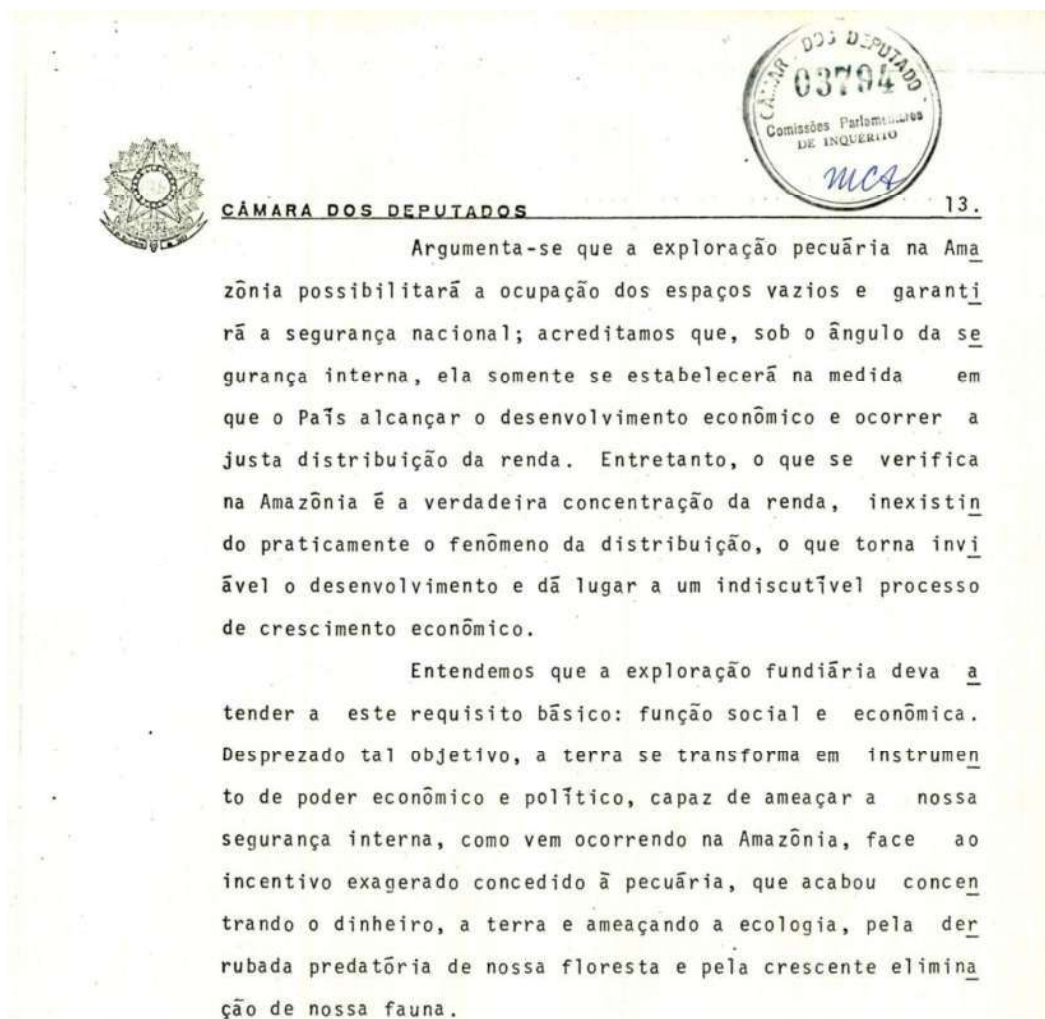 CÂMARA DOS DEPUTADO
03794
Comissões Parlamentares
DE INQUÉRITO
mca
CÂMARA DOS DEPUTADOS 13.
Argumenta-se que a exploração pecuária na Ama
zônia possibilitará a ocupação dos espaços vazios e garanti
rá a segurança nacional; acreditamos que, sob o ângulo da se
gurança interna, ela somente se estabelecerá na medida em
que o País alcançar o desenvolvimento econômico e ocorrer a
justa distribuição da renda. Entretanto, o que se verifica
na Amazônia é a verdadeira concentração da renda, inexistin
do praticamente o fenômeno da distribuição, o que torna invi
ável o desenvolvimento e dá lugar a um indiscutível processo
de crescimento econômico.
Entendemos que a exploração fundiária deva a
tender a este requisito básico: função social e econômica.
Desprezado tal objetivo, a terra se transforma em instrumen
to de poder econômico e político, capaz de ameaçar a nossa
segurança interna, como vem ocorrendo na Amazônia, face ao
incentivo exagerado concedido à pecuária, que acabou concen
trando o dinheiro, a terra e ameaçando a ecologia, pela der
rubada predatória de nossa floresta e pela crescente elimina
ção de nossa fauna.